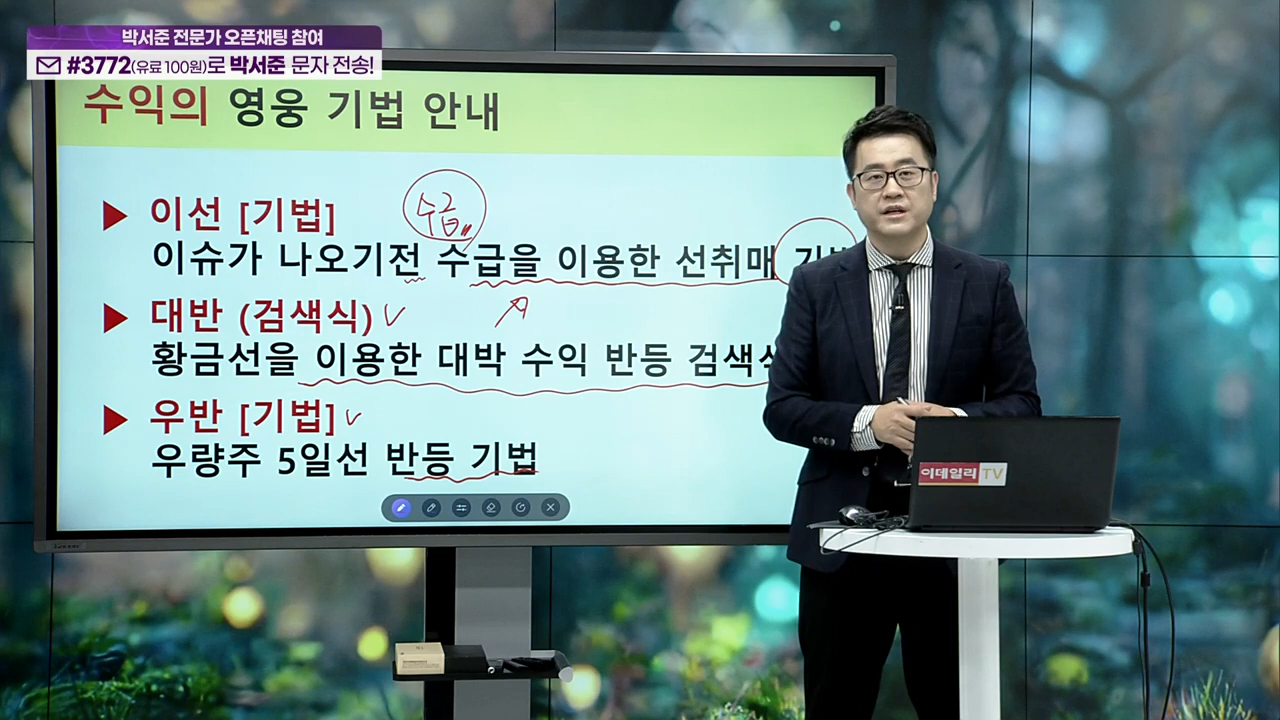 박서준 전문가 오픈채팅 참여
#3772(유료 100원)로 박서준 문자 전송!
수익의 영웅 기법 안내
▶ 이선 [기법]
수급
이슈가 나오기전 수급을 이용한 선취매
▶ 대반 (검색식)
황금선을 이용한 대박 수익 반등
▶ 우반 [기법]
우량주 5일선 반등 기법
이데일리TV